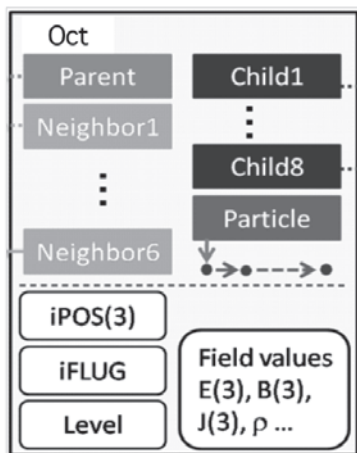 Oct
Parent
Neighbor1
⋮
Neighbor6
Child1
⋮
Child8
Particle
iPOS(3)
iFLUG
Level
Field values
E(3), B(3),
J(3), ρ ...